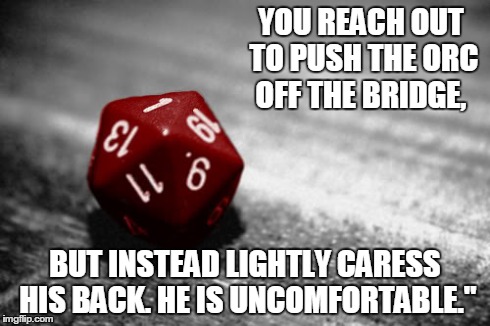 YOU REACH OUT
TO PUSH THE ORC
OFF THE BRIDGE,
1
19
13
11
9.
BUT INSTEAD LIGHTLY CARESS
HIS BACK. HE IS UNCOMFORTABLE."
imgflip.com